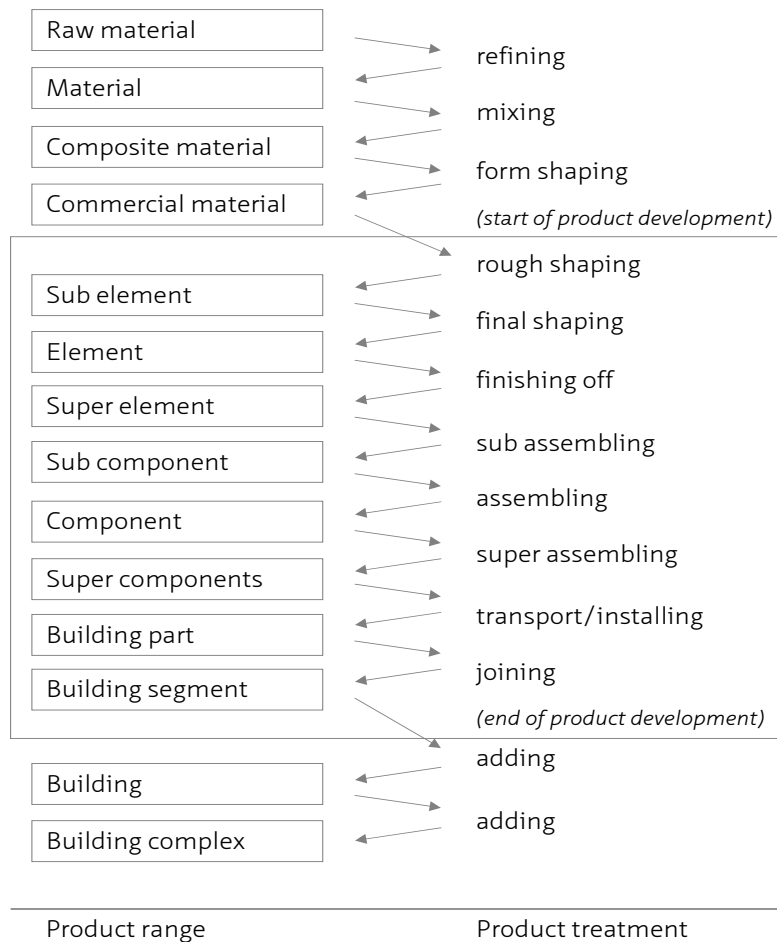 Raw material
refining
Material
mixing
Composite material
form shaping
Commercial material
(start of product development)
rough shaping
Sub element
final shaping
Element
finishing off
Super element
sub assembling
Sub component
assembling
Component
super assembling
Super components
transport/installing
Building part
joining
Building segment
(end of product development)
adding
Building
adding
Building complex
Product range
Product treatment